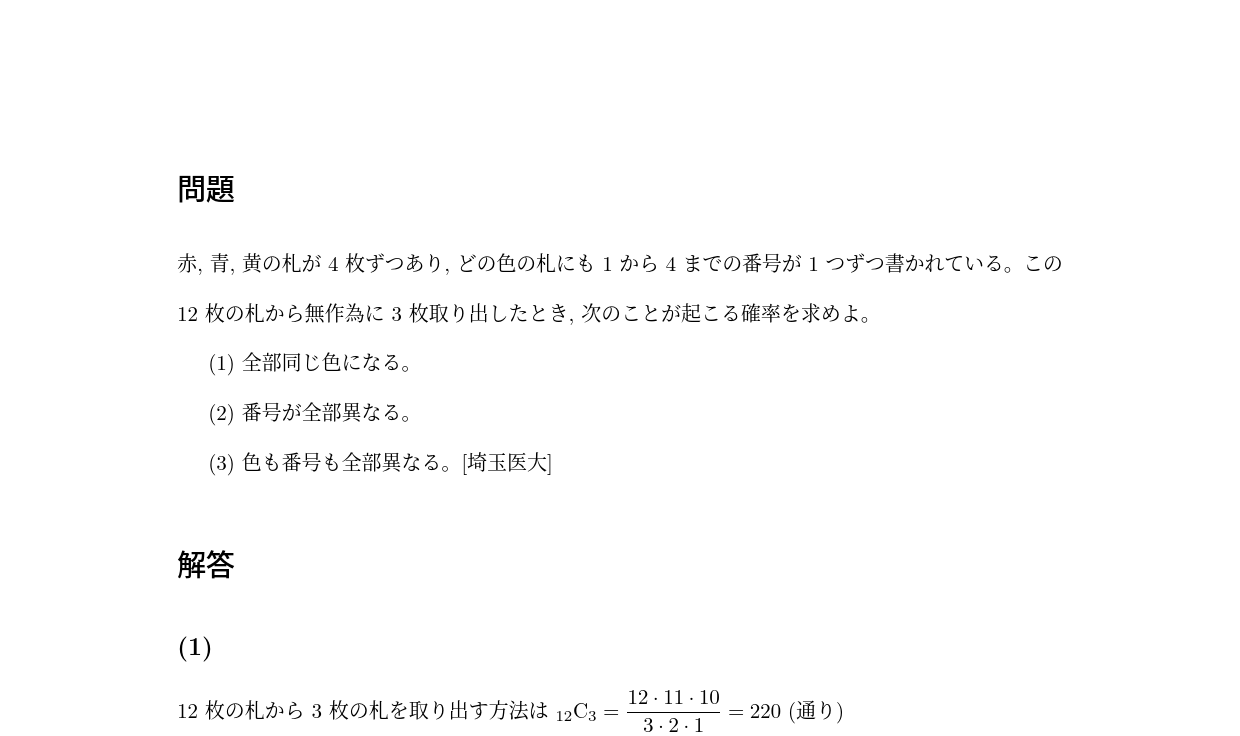 問題
赤, 青, 黄の札が 4 枚ずつあり, どの色の札にも 1 から 4 までの番号が 1 つずつ書かれている。この
12 枚の札から無作為に 3 枚取り出したとき, 次のことが起こる確率を求めよ。
(1) 全部同じ色になる。
(2) 番号が全部異なる。
(3) 色も番号も全部異なる。[埼玉医大]
解答
(1)
12 枚の札から 3 枚の札を取り出す方法は ₁₂C₃ = \frac{12 · 11 · 10}{3 · 2 · 1} = 220 (通り)